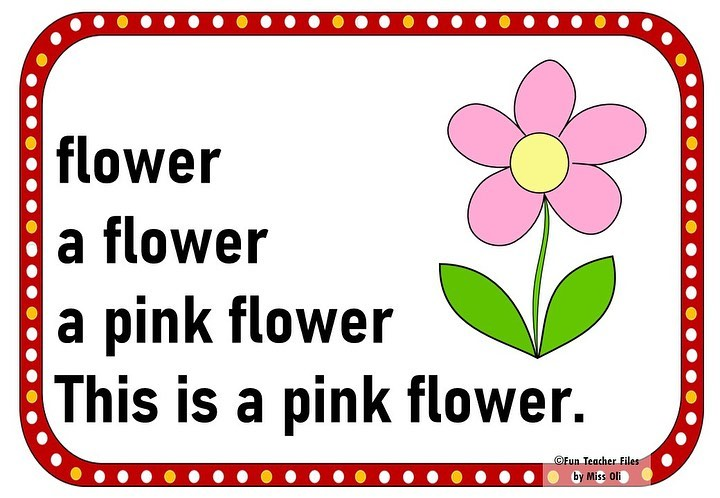 flower
a flower
a pink flower
This is a pink flower.
©Fun Teacher Files
by Miss Oli